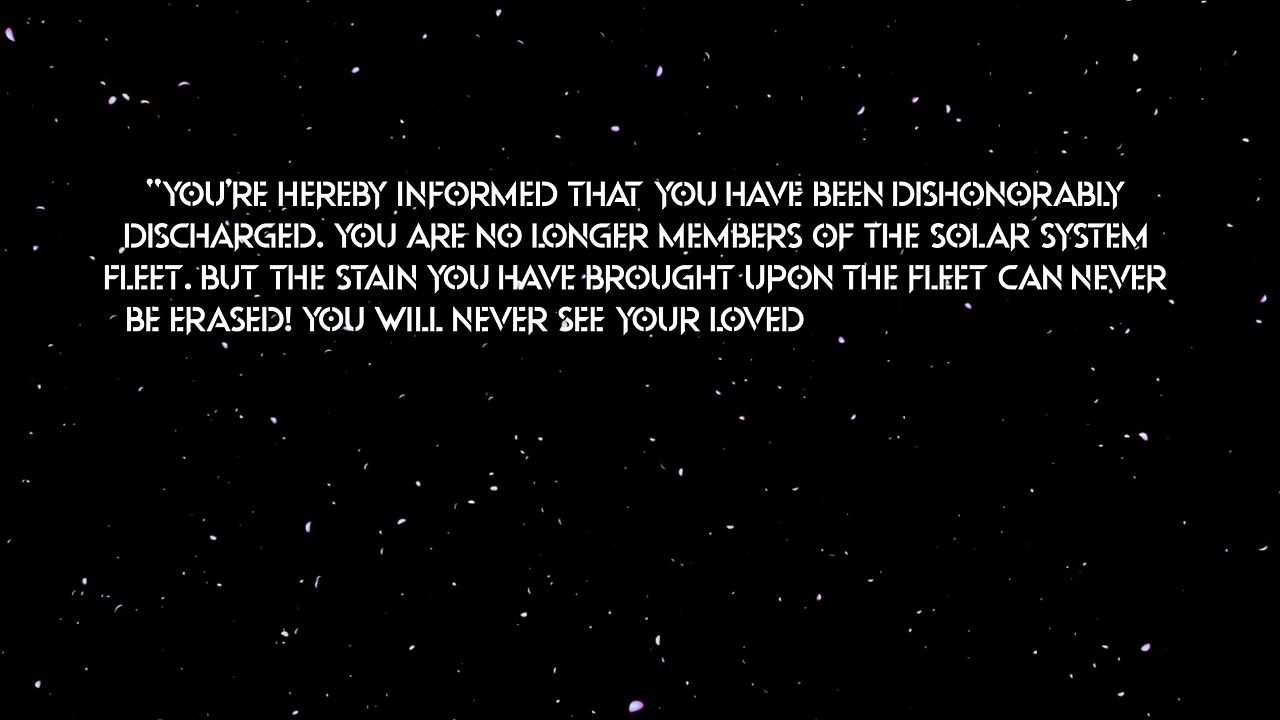 "YOU'RE HEREBY INFORMED THAT YOU HAVE BEEN DISHONORABLY
DISCHARGED. YOU ARE NO LONGER MEMBERS OF THE SOLAR SYSTEM
FLEET. BUT THE STAIN YOU HAVE BROUGHT UPON THE FLEET CAN NEVER
BE ERASED! YOU WILL NEVER SEE YOUR LOVED